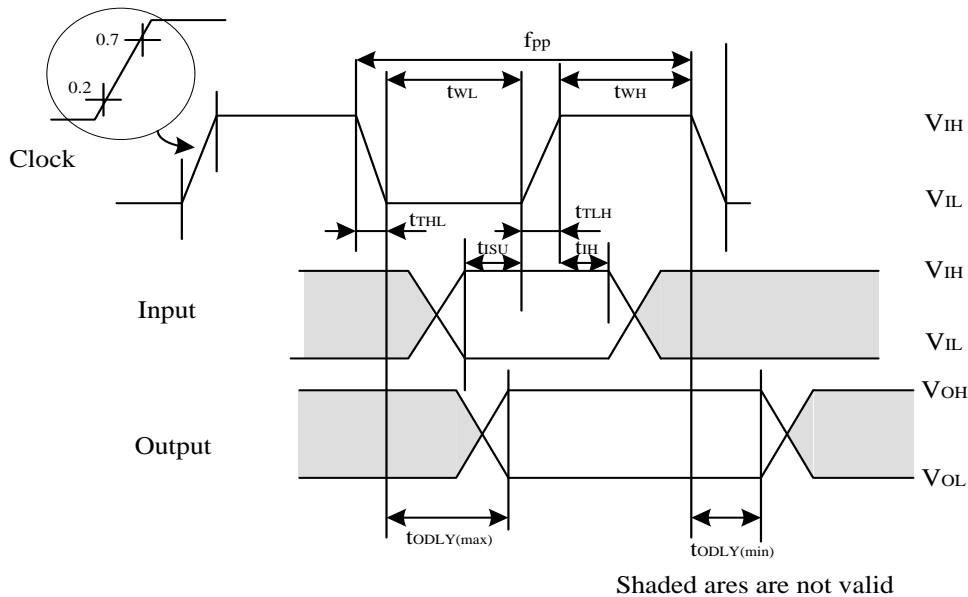 0.7
0.2
fpp
tWL
tWH
VIH
Clock
VIL
tTHL
tTLH
tISU
tIH
VIH
Input
VIL
VOH
Output
VOL
tODLY(max)
tODLY(min)
Shaded ares are not valid